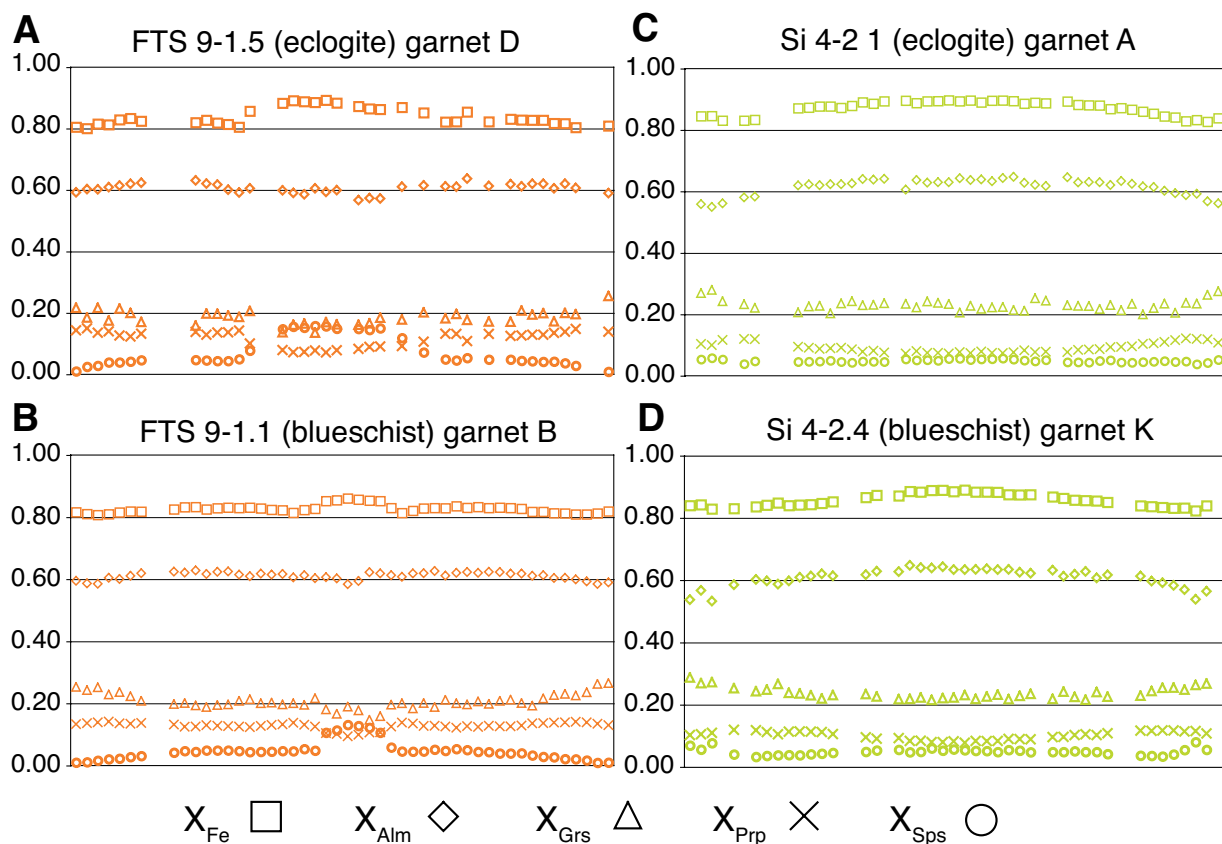 A
FTS 9-1.5 (eclogite) garnet D
1.00
0.80
0.60
0.40
0.20
0.00
C
Si 4-2 1 (eclogite) garnet A
1.00
0.80
0.60
0.40
0.20
0.00
B
FTS 9-1.1 (blueschist) garnet B
1.00
0.80
0.60
0.40
0.20
0.00
D
Si 4-2.4 (blueschist) garnet K
1.00
0.80
0.60
0.40
0.20
0.00
XFe XAlm XGrs XPrp XSps